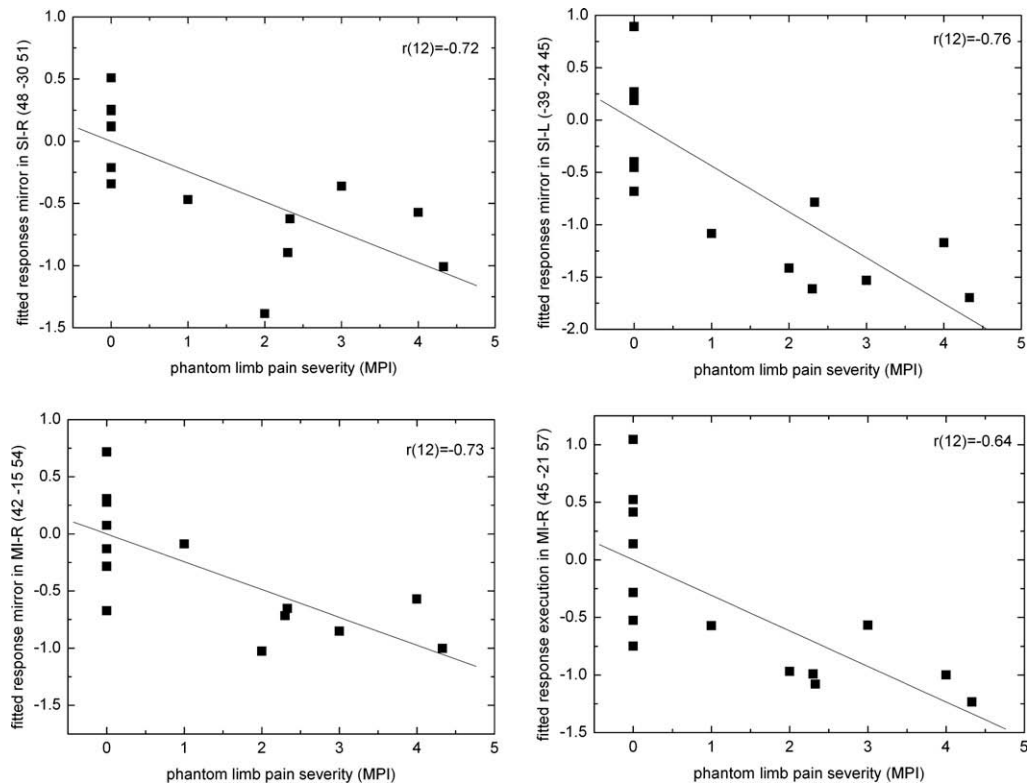 1.0
0.5
0.0
-0.5
-1.0
-1.5
0 1 2 3 4 5
r(12)=-0.72
fitted responses mirror in SI-R (48 -30 51)
phantom limb pain severity (MPI)
1.0
0.5
0.0
-0.5
-1.0
-1.5
-2.0
0 1 2 3 4 5
r(12)=-0.76
fitted responses mirror in SI-L (-39 -24 45)
phantom limb pain severity (MPI)
1.0
0.5
0.0
-0.5
-1.0
-1.5
0 1 2 3 4 5
r(12)=-0.73
fitted response mirror in MI-R (42 -15 54)
phantom limb pain severity (MPI)
1.0
0.5
0.0
-0.5
-1.0
-1.5
0 1 2 3 4 5
r(12)=-0.64
fitted response execution in MI-R (45 -21 57)
phantom limb pain severity (MPI)